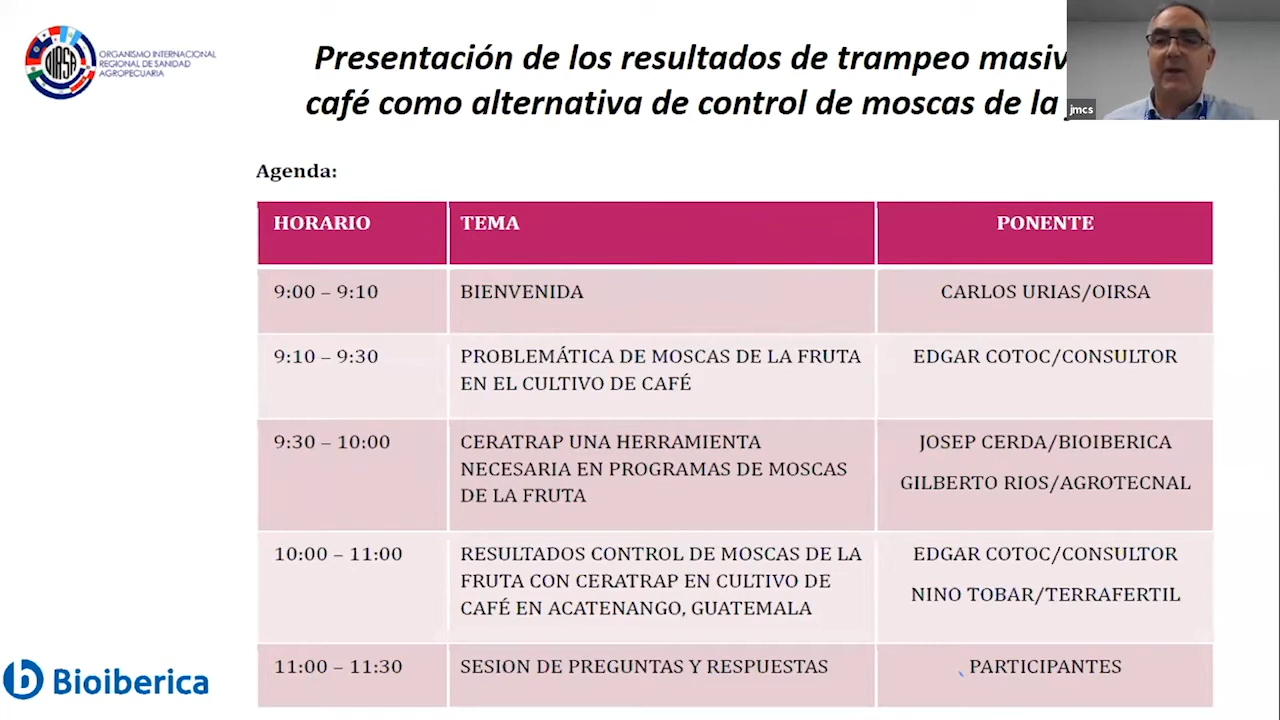 OIRSA
ORGANISMO INTERNACIONAL
REGIONAL DE SANIDAD
AGROPECUARIA
Presentación de los resultados de trampeo
café como alternativa de control de moscas de la
jmcs
Agenda:
HORARIO TEMA PONENTE
9:00 – 9:10 BIENVENIDA CARLOS URIAS/OIRSA
9:10 – 9:30 PROBLEMÁTICA DE MOSCAS DE LA FRUTA EDGAR COTOC/CONSULTOR
EN EL CULTIVO DE CAFÉ
9:30 – 10:00 CERATRAP UNA HERRAMIENTA JOSEP CERDA/BIOIBERICA
NECESARIA EN PROGRAMAS DE MOSCAS GILBERTO RIOS/AGROTECNAL
DE LA FRUTA
10:00 – 11:00 RESULTADOS CONTROL DE MOSCAS DE LA EDGAR COTOC/CONSULTOR
FRUTA CON CERATRAP EN CULTIVO DE NINO TOBAR/TERRAFERTIL
CAFÉ EN ACATENANGO, GUATEMALA
11:00 – 11:30 SESION DE PREGUNTAS Y RESPUESTAS PARTICIPANTES
b Bioiberica